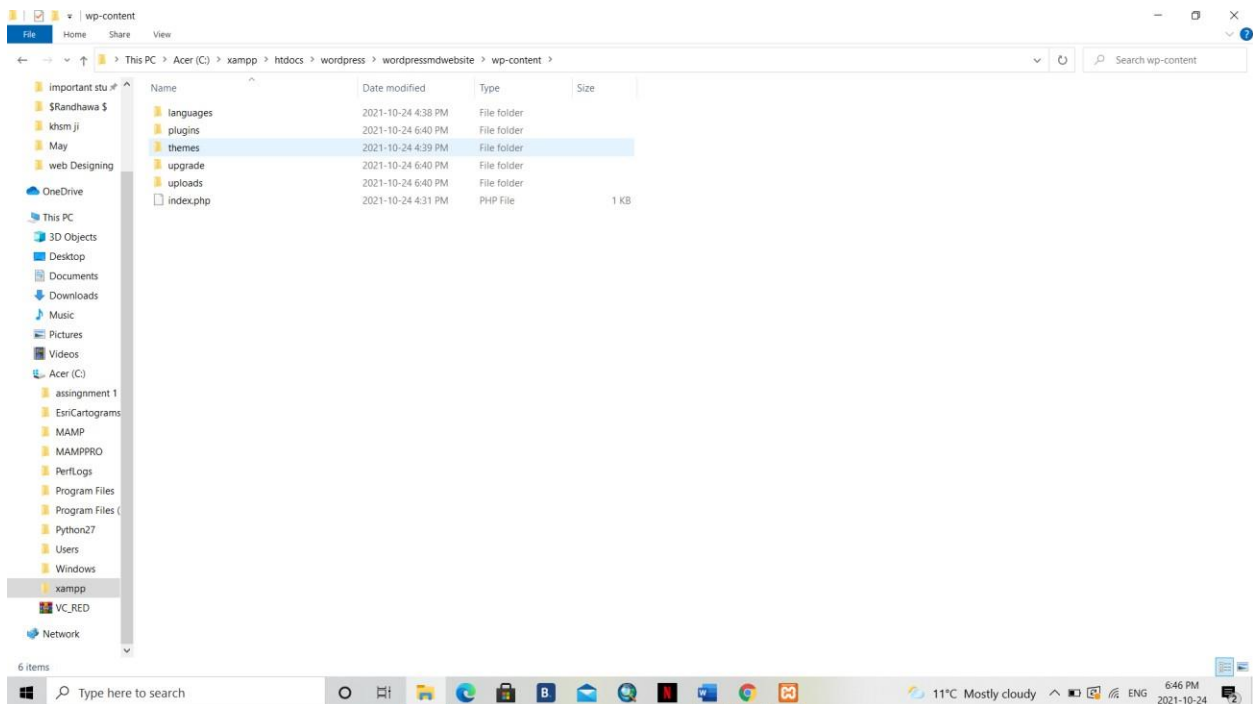 wp-content
File Home Share View
This PC > Acer (C:) > xampp > htdocs > wordpress > wordpressmdwebsite > wp-content >
Search wp-content
important stu
$Randhawa $
khsm ji
May
web Designing
OneDrive
This PC
3D Objects
Desktop
Documents
Downloads
Music
Pictures
Videos
Acer (C:)
assingnment 1
EsriCartograms
MAMP
MAMPPRO
PerfLogs
Program Files
Program Files (
Python27
Users
Windows
xampp
VC_RED
Network
Name Date modified Type Size
languages 2021-10-24 4:38 PM File folder
plugins 2021-10-24 6:40 PM File folder
themes 2021-10-24 4:39 PM File folder
upgrade 2021-10-24 6:40 PM File folder
uploads 2021-10-24 6:40 PM File folder
index.php 2021-10-24 4:31 PM PHP File 1 KB
6 items
Type here to search
B.
N
W
11°C Mostly cloudy
ENG
6:46 PM
2021-10-24
2